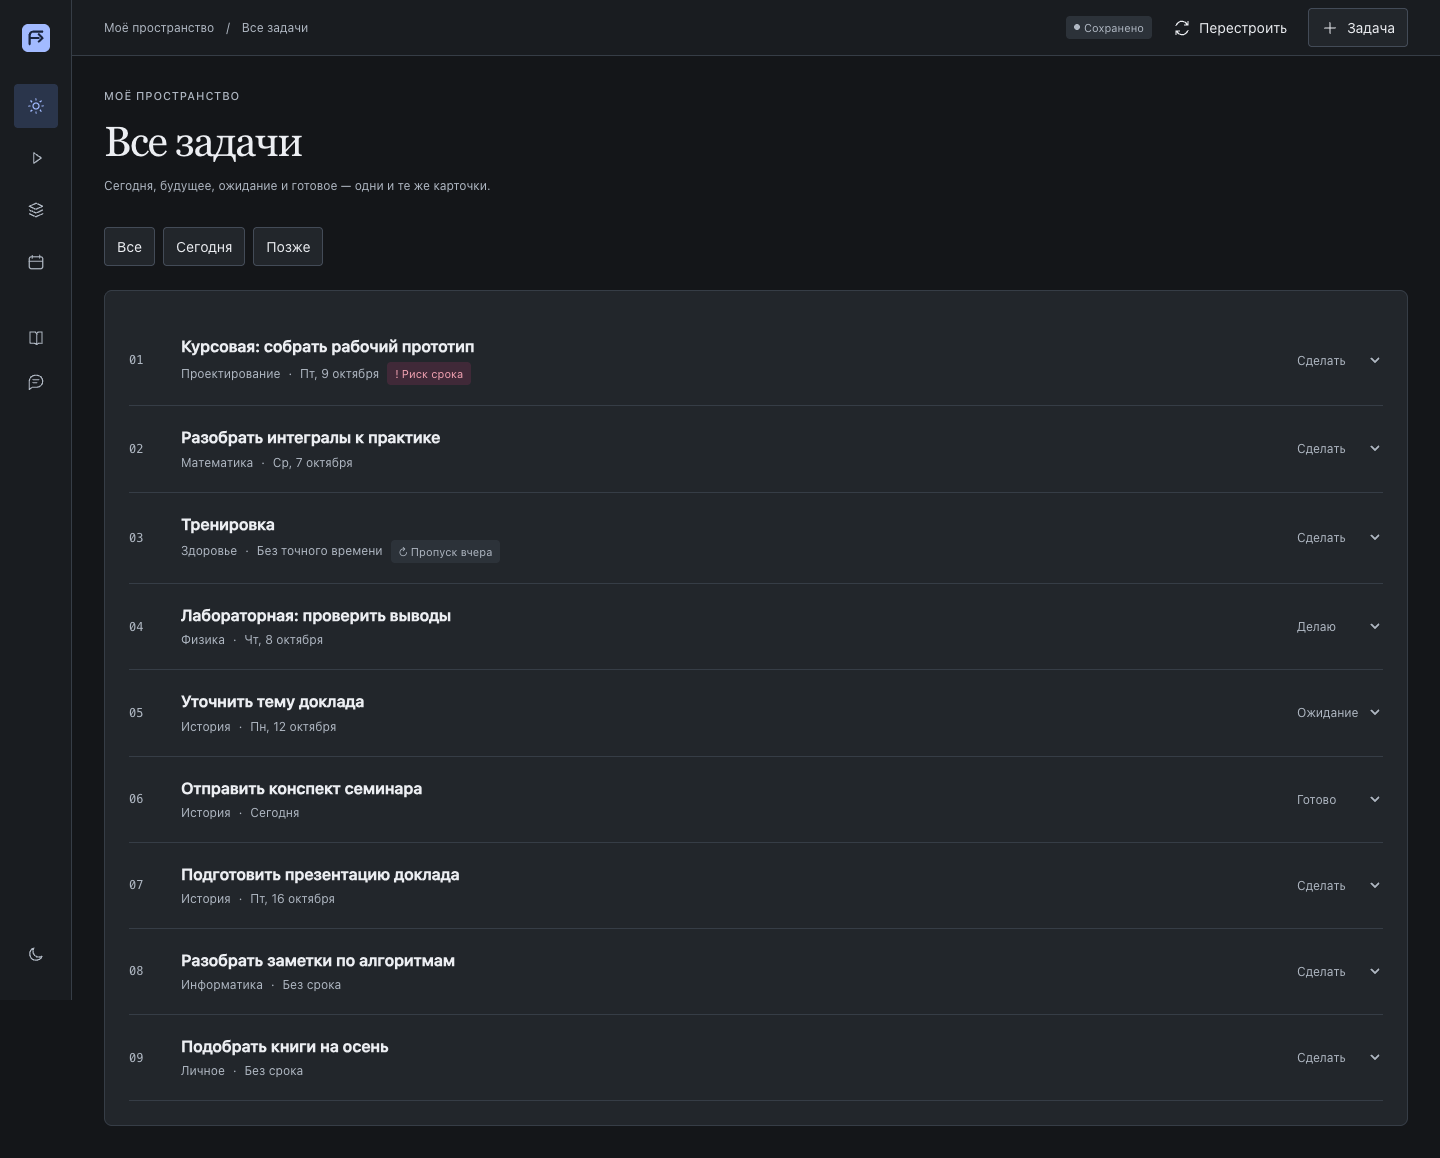 Моё пространство / Все задачи
Сохранено
Перестроить
Задача
МОЁ ПРОСТРАНСТВО
Все задачи
Сегодня, будущее, ожидание и готовое — одни и те же карточки.
Все
Сегодня
Позже
01
Курсовая: собрать рабочий прототип
Проектирование · Пт, 9 октября ! Риск срока
Сделать
02
Разобрать интегралы к практике
Математика · Ср, 7 октября
Сделать
03
Тренировка
Здоровье · Без точного времени ↻ Пропуск вчера
Сделать
04
Лабораторная: проверить выводы
Физика · Чт, 8 октября
Делаю
05
Уточнить тему доклада
История · Пн, 12 октября
Ожидание
06
Отправить конспект семинара
История · Сегодня
Готово
07
Подготовить презентацию доклада
История · Пт, 16 октября
Сделать
08
Разобрать заметки по алгоритмам
Информатика · Без срока
Сделать
09
Подобрать книги на осень
Личное · Без срока
Сделать